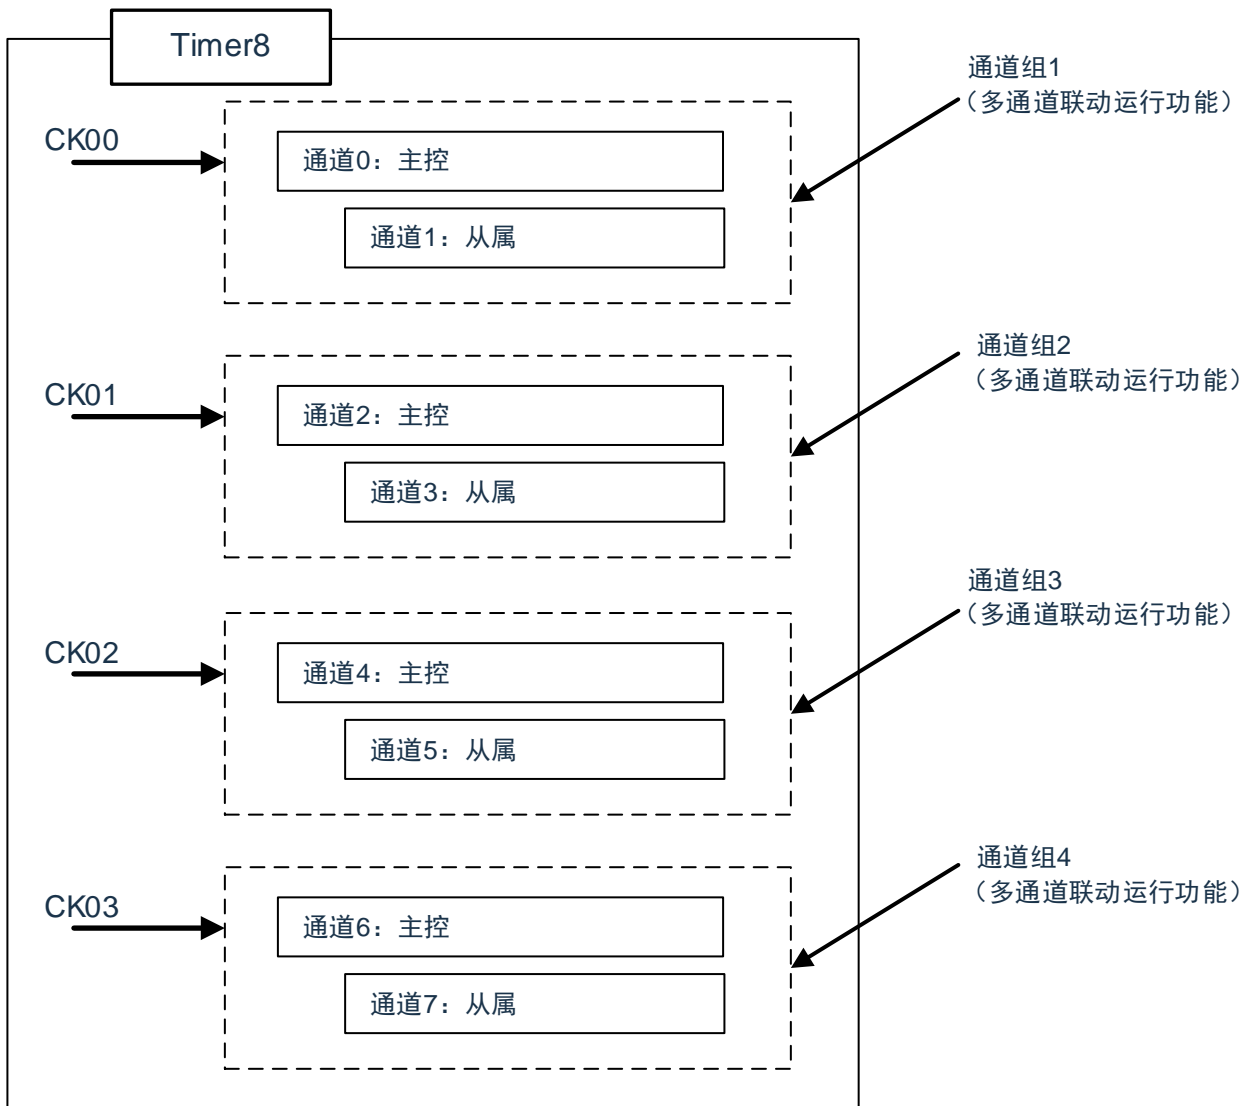 Timer8
通道组1
（多通道联动运行功能）
CK00
通道0：主控
通道1：从属
通道组2
（多通道联动运行功能）
CK01
通道2：主控
通道3：从属
通道组3
（多通道联动运行功能）
CK02
通道4：主控
通道5：从属
通道组4
（多通道联动运行功能）
CK03
通道6：主控
通道7：从属